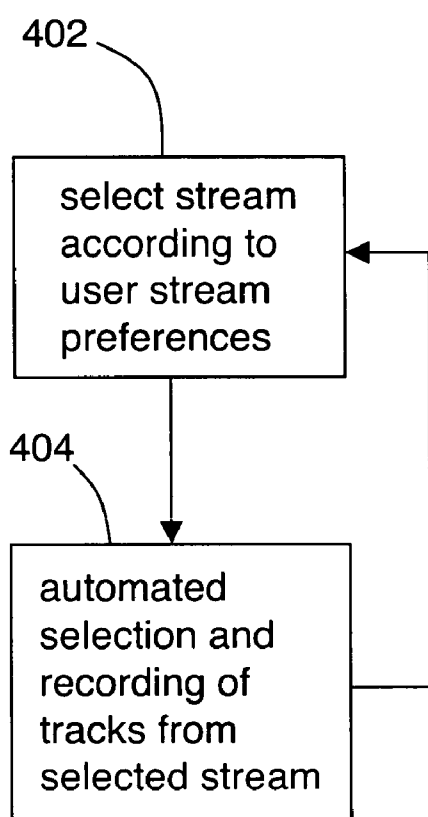 402
select stream
according to
user stream
preferences
404
automated
selection and
recording of
tracks from
selected stream